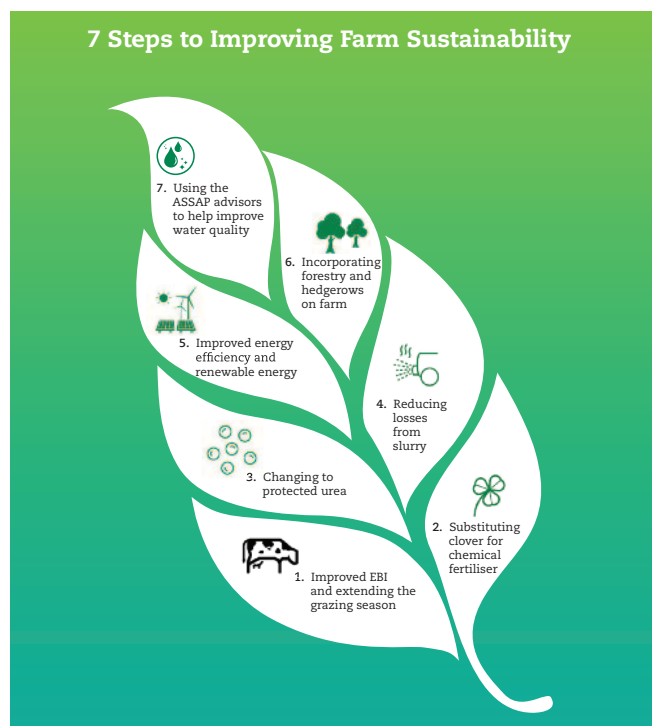 7 Steps to Improving Farm Sustainability
7. Using the
ASSAP advisors
to help improve
water quality
6. Incorporating
forestry and
hedgerows
on farm
5. Improved energy
efficiency and
renewable energy
4. Reducing
losses
from
slurry
3. Changing to
protected urea
2. Substituting
clover for
chemical
fertiliser
1. Improved EBI
and extending the
grazing season